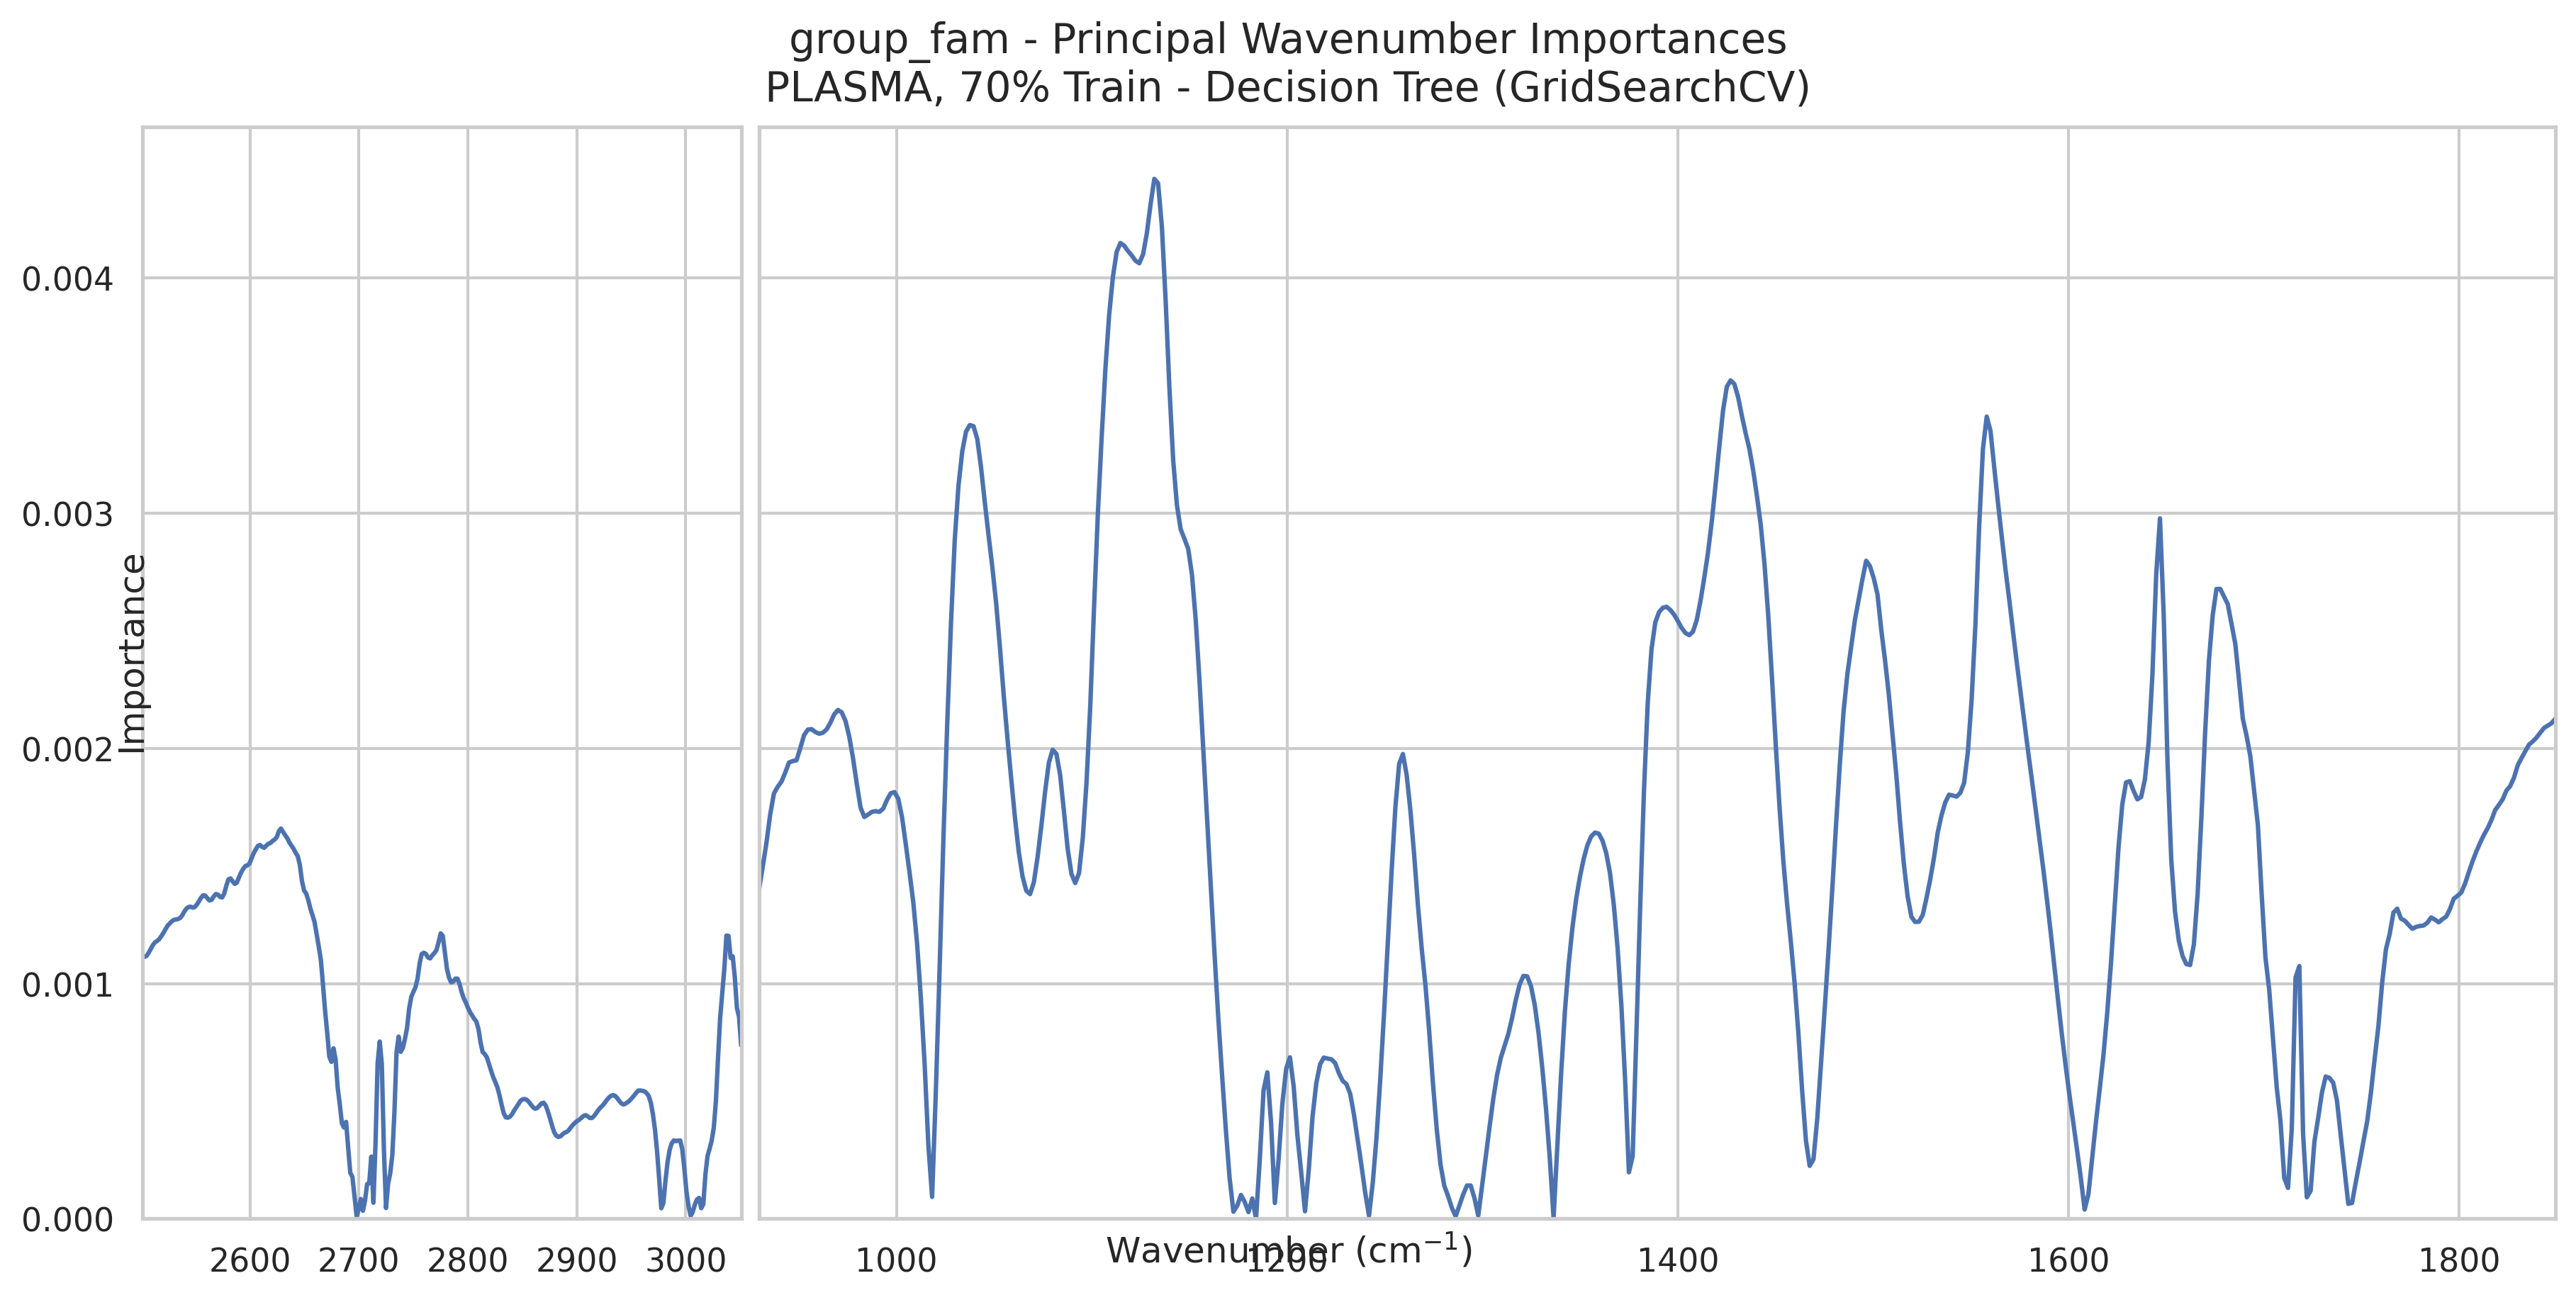 group_fam - Principal Wavenumber Importances
PLASMA, 70% Train - Decision Tree (GridSearchCV)
Importance
0.004
0.003
0.002
0.001
0.000
2600 2700 2800 2900 3000 1000 1200 1400 1600 1800
Wavenumber (cm⁻¹)